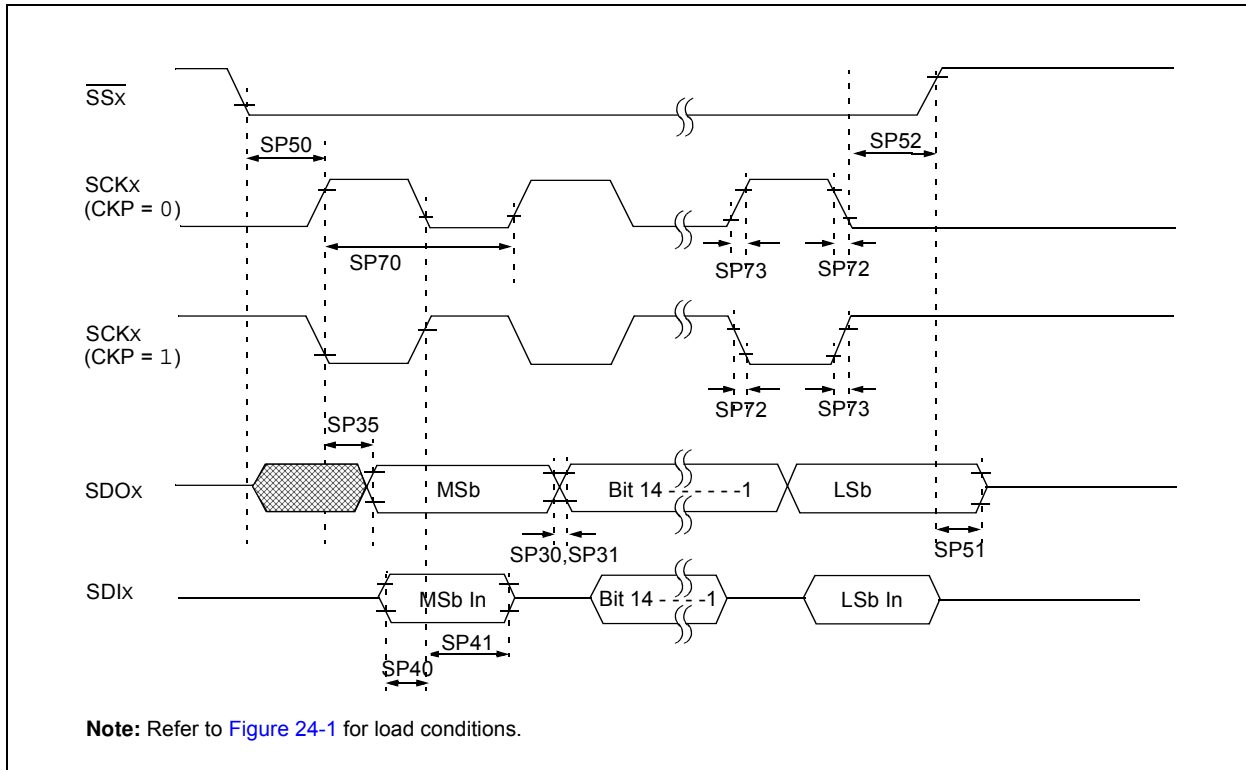 SSx
SP50
SP52
SCKx
(CKP = 0)
SP70
SP73
SP72
SCKx
(CKP = 1)
SP72
SP73
SP35
SDOx
MSb
Bit 14 - - - - - -1
LSb
SP30,SP31
SP51
SDIx
MSb In
Bit 14 - - - -1
LSb In
SP41
SP40
Note: Refer to Figure 24-1 for load conditions.